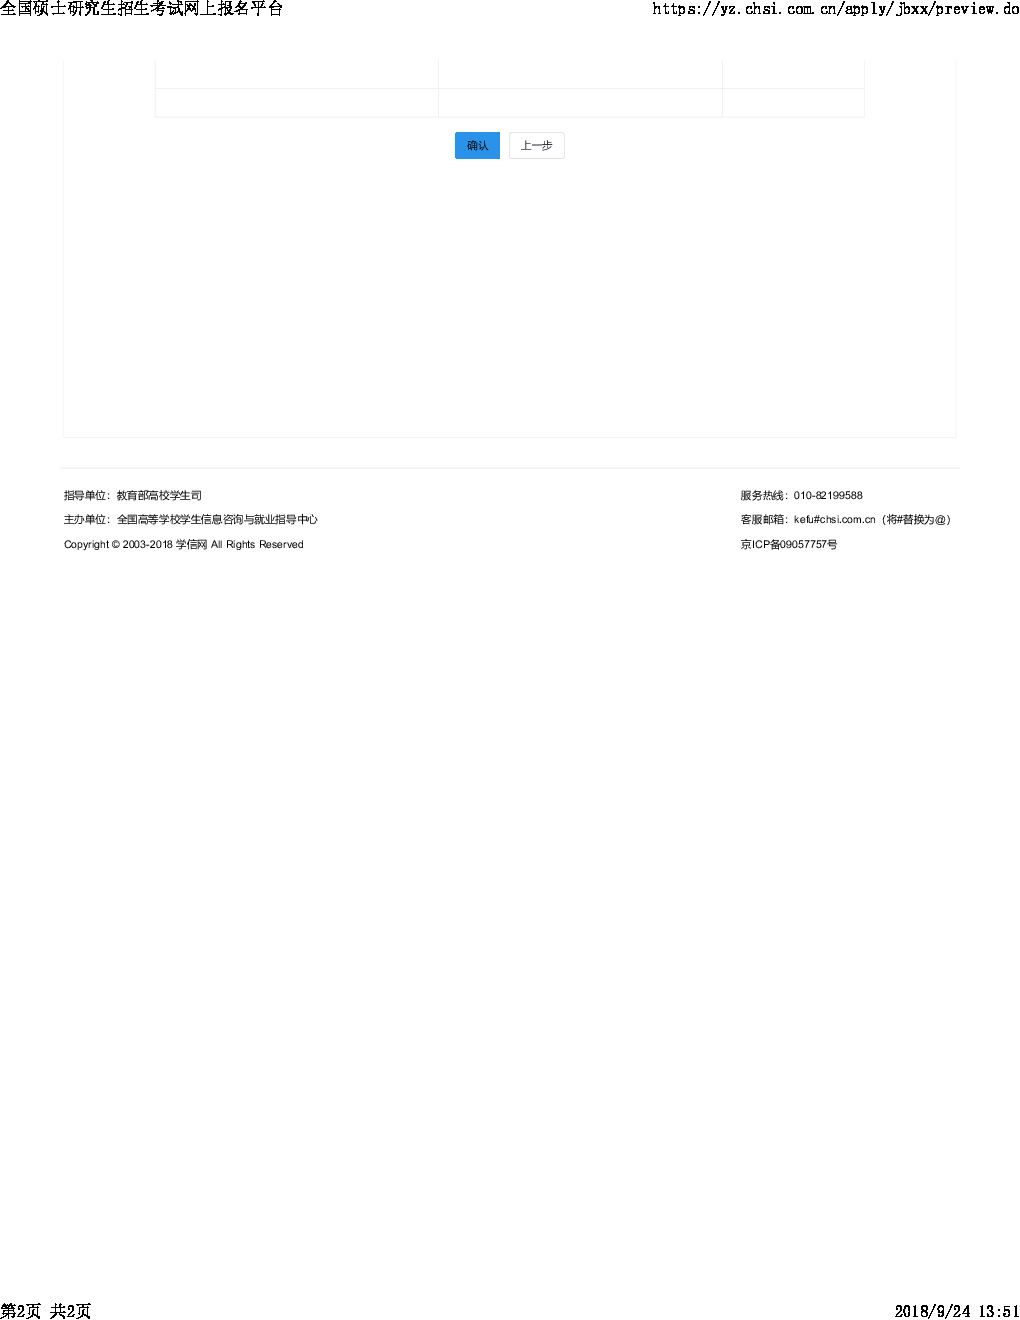 全国硕士研究生招生考试网上报名平台 https://yz.chsi.com.cn/apply/jbxx/preview.do
确认 上一步
指导单位：教育部高校学生司 服务热线：010-82199588
主办单位：全国高等学校学生信息咨询与就业指导中心 客服邮箱：kefu#chsi.com.cn（将#替换为@）
Copyright © 2003-2018 学信网 All Rights Reserved 京ICP备09057757号
第2页 共2页 2018/9/24 13:51